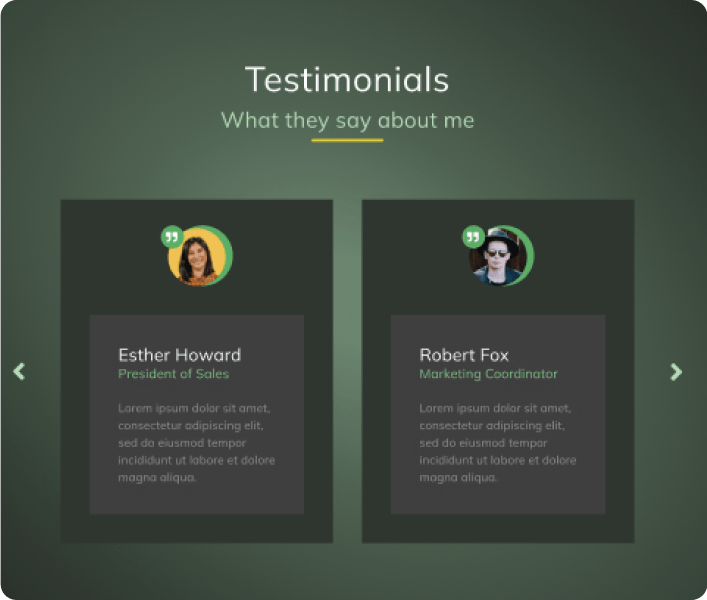 Testimonials
What they say about me
Esther Howard
President of Sales
Lorem ipsum dolor sit amet,
consectetur adipiscing elit,
sed do eiusmod tempor
incididunt ut labore et dolore
magna aliqua.
Robert Fox
Marketing Coordinator
Lorem ipsum dolor sit amet,
consectetur adipiscing elit,
sed do eiusmod tempor
incididunt ut labore et dolore
magna aliqua.